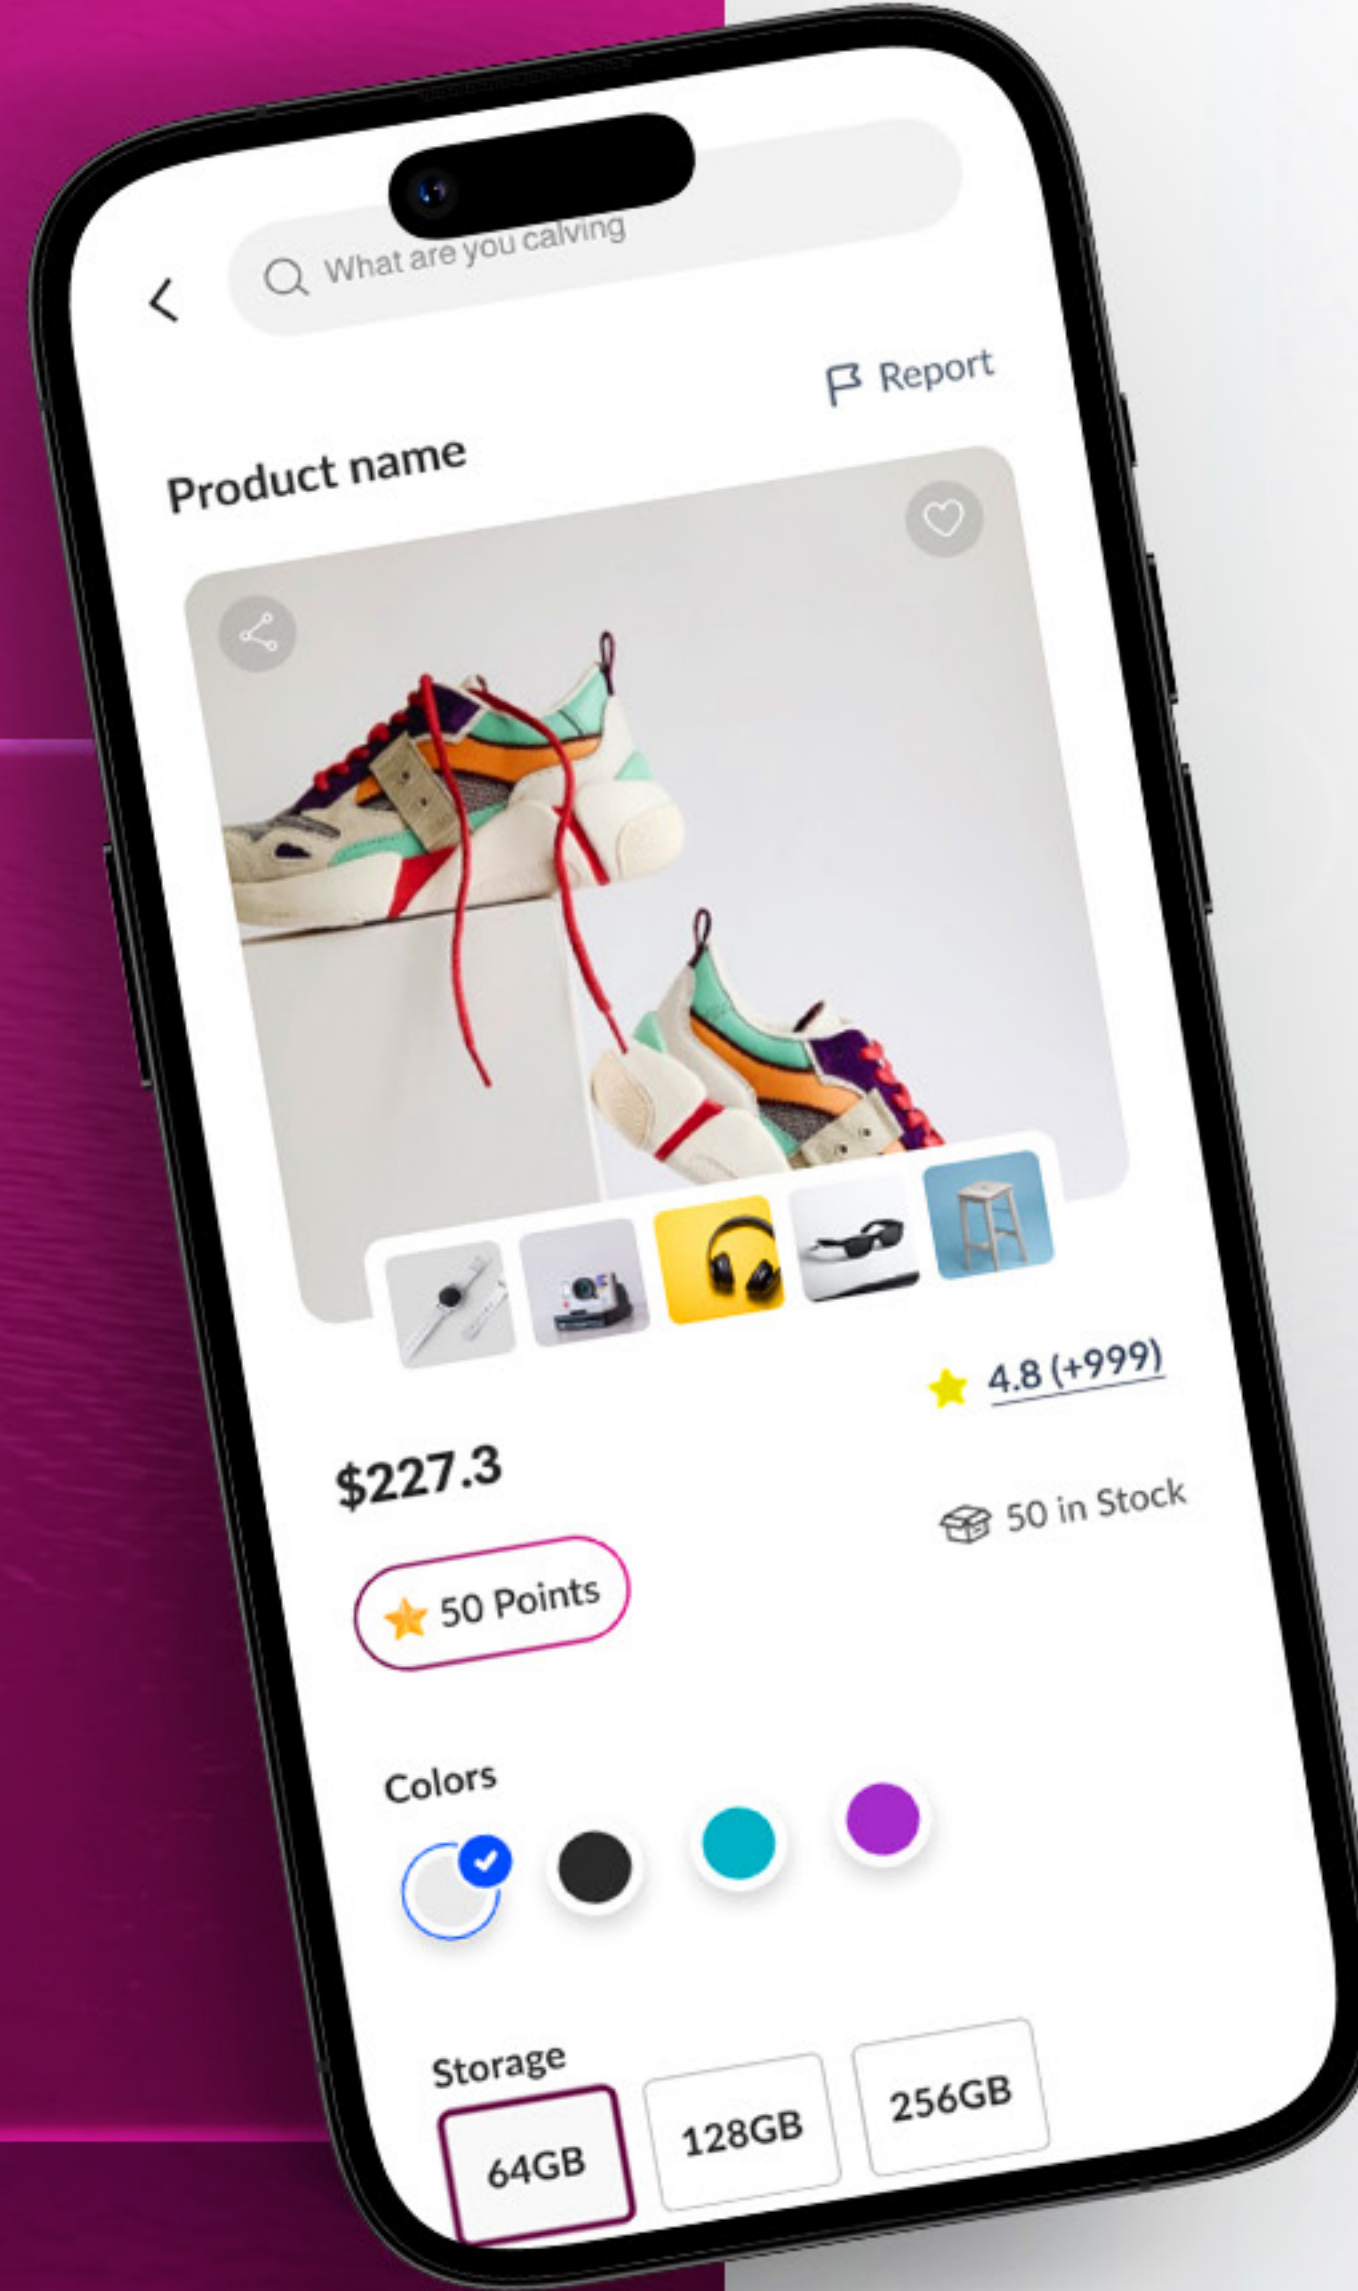 What are you calving
Report
Product name
4.8 (+999)
$227.3
50 in Stock
50 Points
Colors
Storage
64GB
128GB
256GB